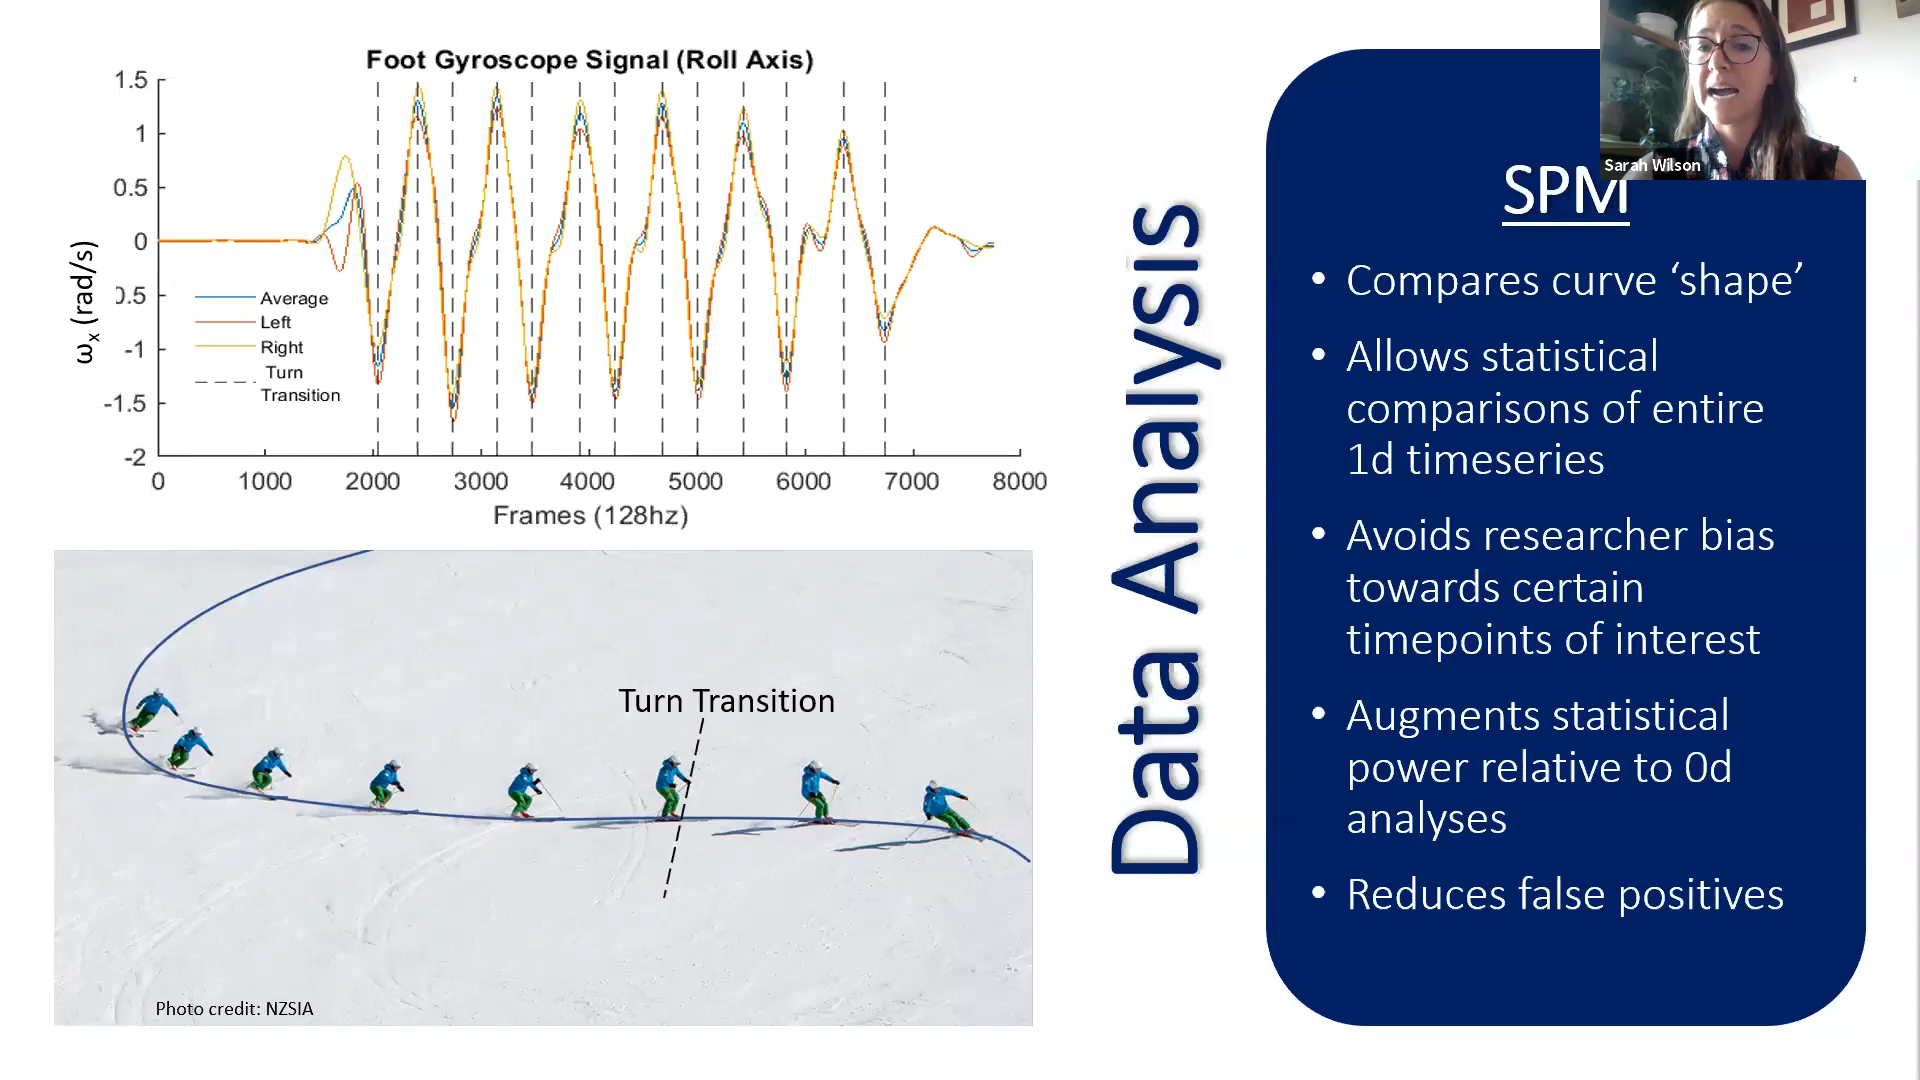 Foot Gyroscope Signal (Roll Axis)
1.5
1
0.5
0
0.5
-1
-1.5
-2
ωx (rad/s)
Average
Left
Right
Turn
Transition
0 1000 2000 3000 4000 5000 6000 7000 8000
Frames (128hz)
Turn Transition
Photo credit: NZSIA
Data Analysis
Sarah Wilson
SPM
• Compares curve ‘shape’
• Allows statistical
comparisons of entire
1d timeseries
• Avoids researcher bias
towards certain
timepoints of interest
• Augments statistical
power relative to 0d
analyses
• Reduces false positives